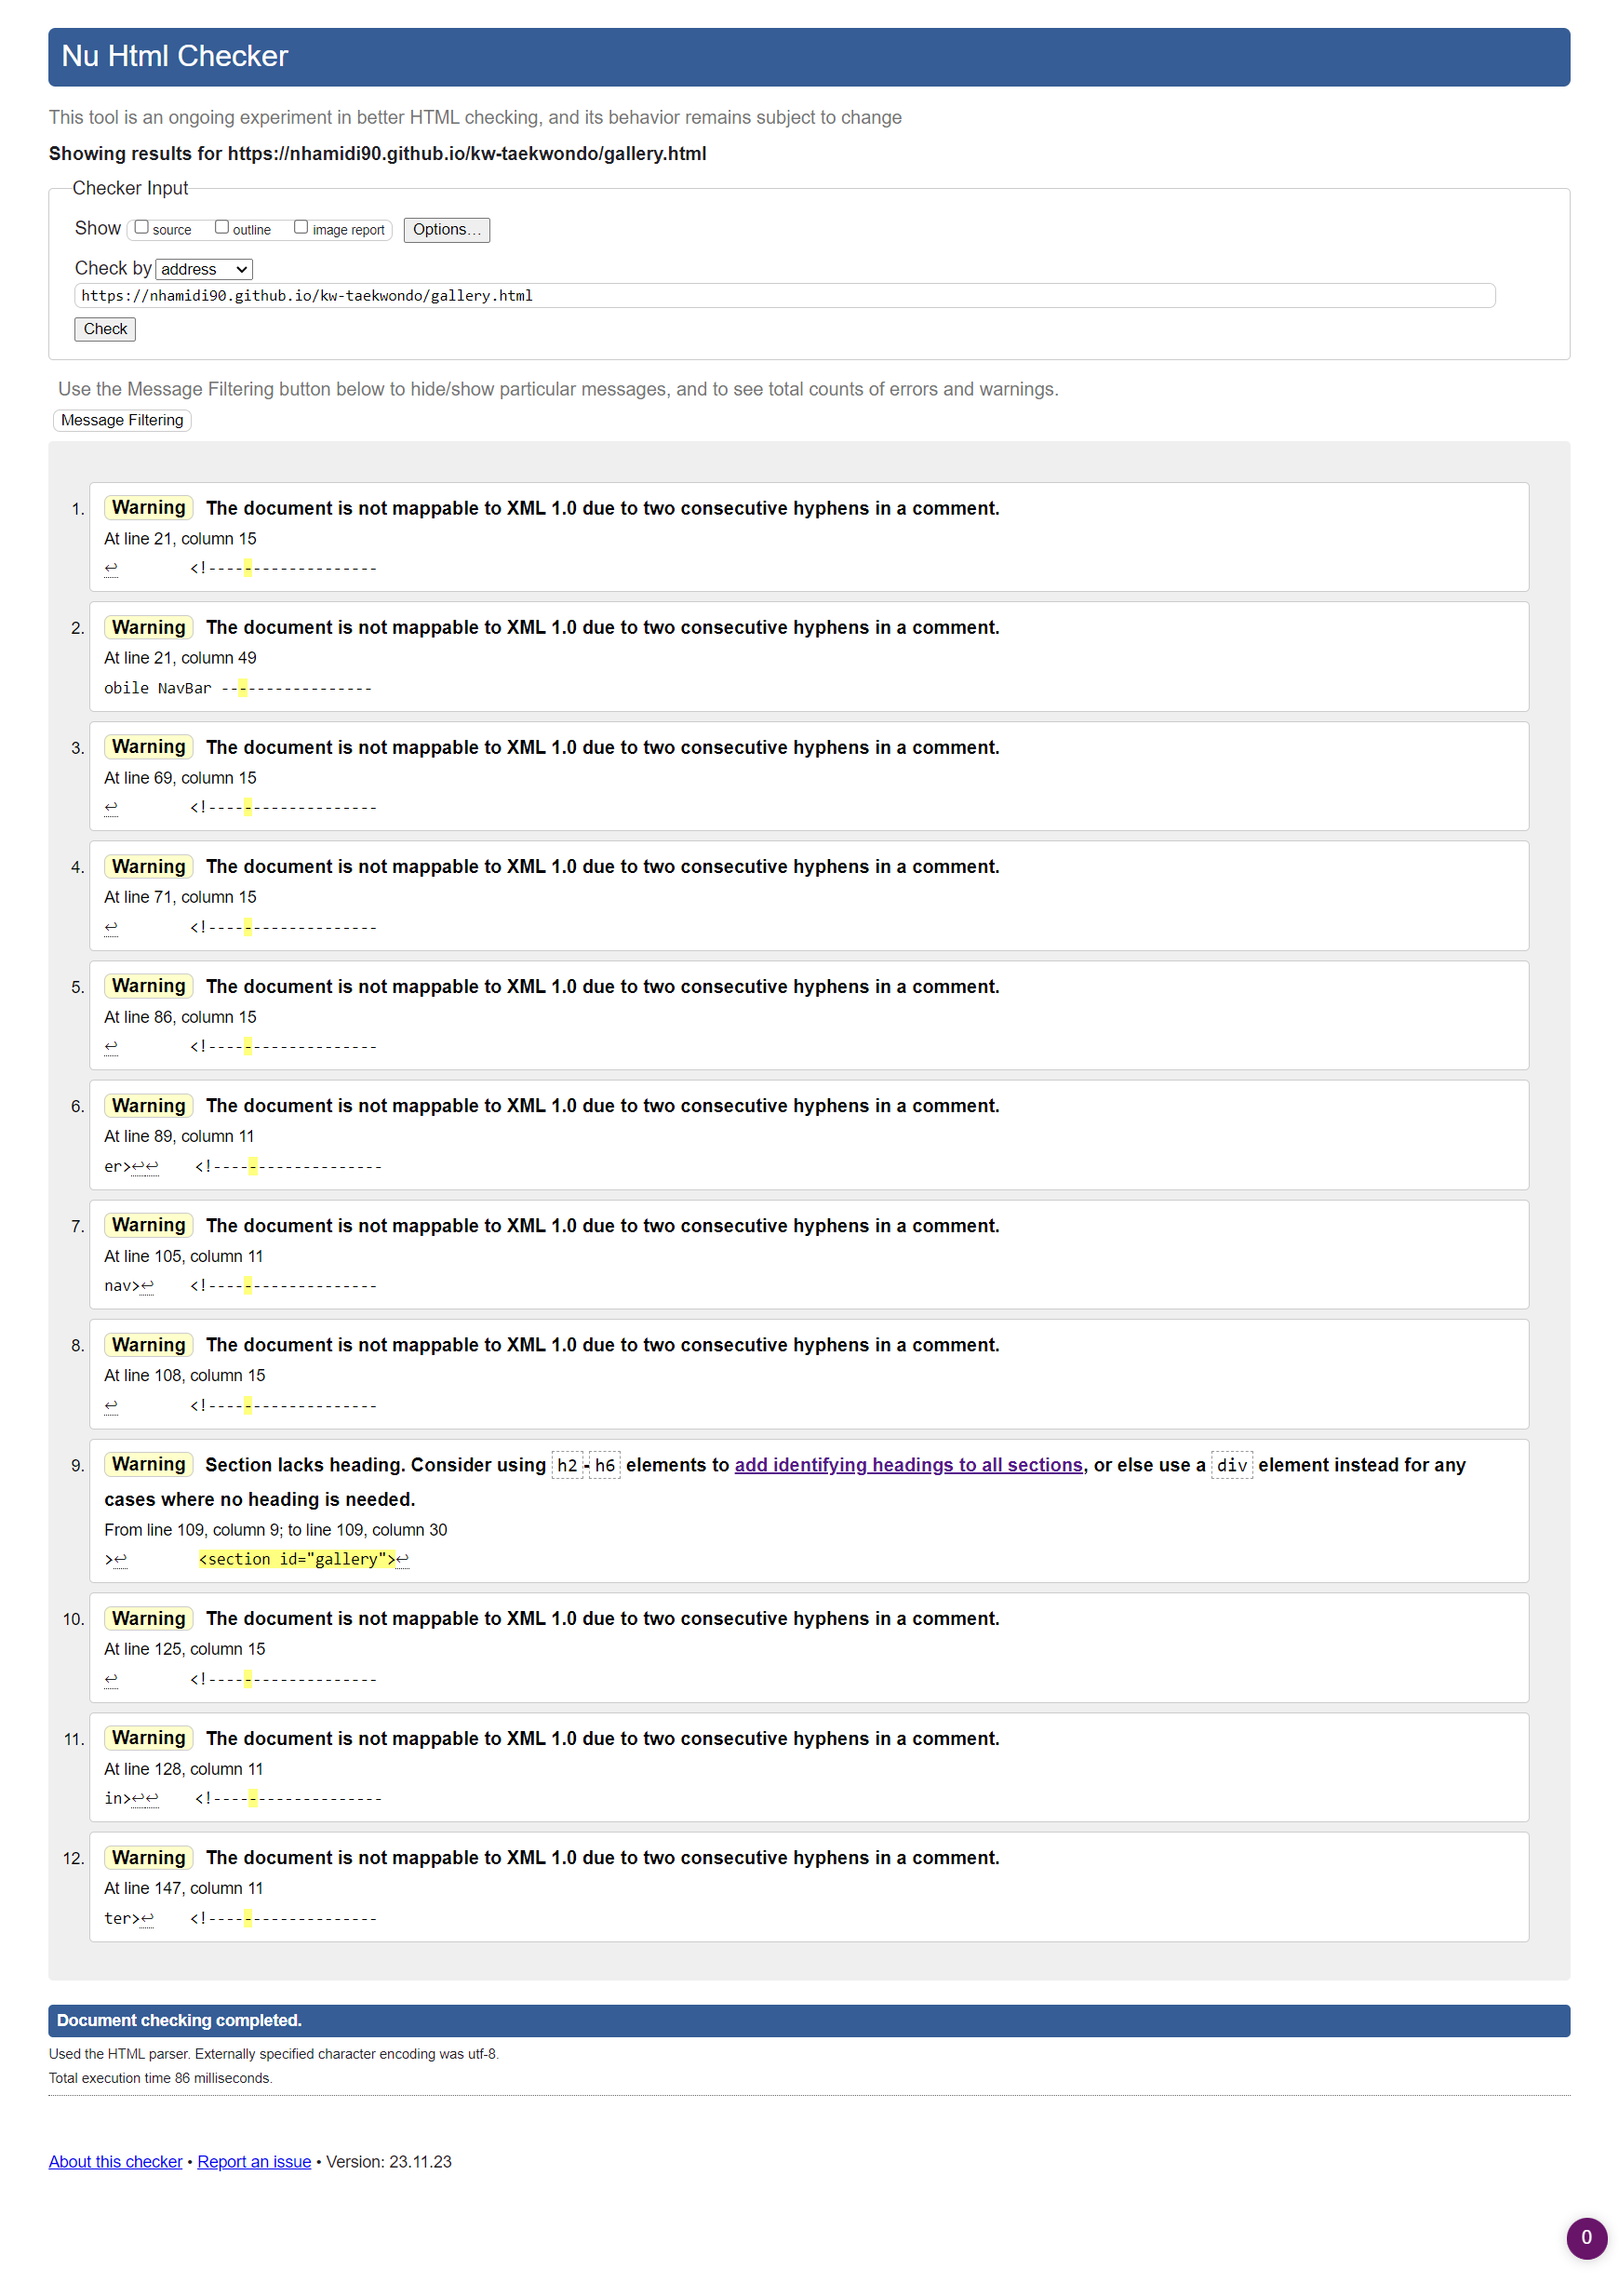 Nu Html Checker
This tool is an ongoing experiment in better HTML checking, and its behavior remains subject to change
Showing results for https://nhamidi90.github.io/kw-taekwondo/gallery.html
Checker Input
Show source outline image report Options...
Check by address
https://nhamidi90.github.io/kw-taekwondo/gallery.html
Check
Use the Message Filtering button below to hide/show particular messages, and to see total counts of errors and warnings.
Message Filtering
1. Warning The document is not mappable to XML 1.0 due to two consecutive hyphens in a comment.
At line 21, column 15
↩ <!-------------------
2. Warning The document is not mappable to XML 1.0 due to two consecutive hyphens in a comment.
At line 21, column 49
obile NavBar -----------------
3. Warning The document is not mappable to XML 1.0 due to two consecutive hyphens in a comment.
At line 69, column 15
↩ <!-------------------
4. Warning The document is not mappable to XML 1.0 due to two consecutive hyphens in a comment.
At line 71, column 15
↩ <!-------------------
5. Warning The document is not mappable to XML 1.0 due to two consecutive hyphens in a comment.
At line 86, column 15
↩ <!-------------------
6. Warning The document is not mappable to XML 1.0 due to two consecutive hyphens in a comment.
At line 89, column 11
er>↩↩ <!-------------------
7. Warning The document is not mappable to XML 1.0 due to two consecutive hyphens in a comment.
At line 105, column 11
nav>↩ <!-------------------
8. Warning The document is not mappable to XML 1.0 due to two consecutive hyphens in a comment.
At line 108, column 15
↩ <!-------------------
9. Warning Section lacks heading. Consider using h2-h6 elements to add identifying headings to all sections, or else use a div element instead for any
cases where no heading is needed.
From line 109, column 9; to line 109, column 30
>↩ <section id="gallery">↩
10. Warning The document is not mappable to XML 1.0 due to two consecutive hyphens in a comment.
At line 125, column 15
↩ <!-------------------
11. Warning The document is not mappable to XML 1.0 due to two consecutive hyphens in a comment.
At line 128, column 11
in>↩↩ <!-------------------
12. Warning The document is not mappable to XML 1.0 due to two consecutive hyphens in a comment.
At line 147, column 11
ter>↩ <!-------------------
Document checking completed.
Used the HTML parser. Externally specified character encoding was utf-8.
Total execution time 86 milliseconds.
About this checker • Report an issue • Version: 23.11.23
0